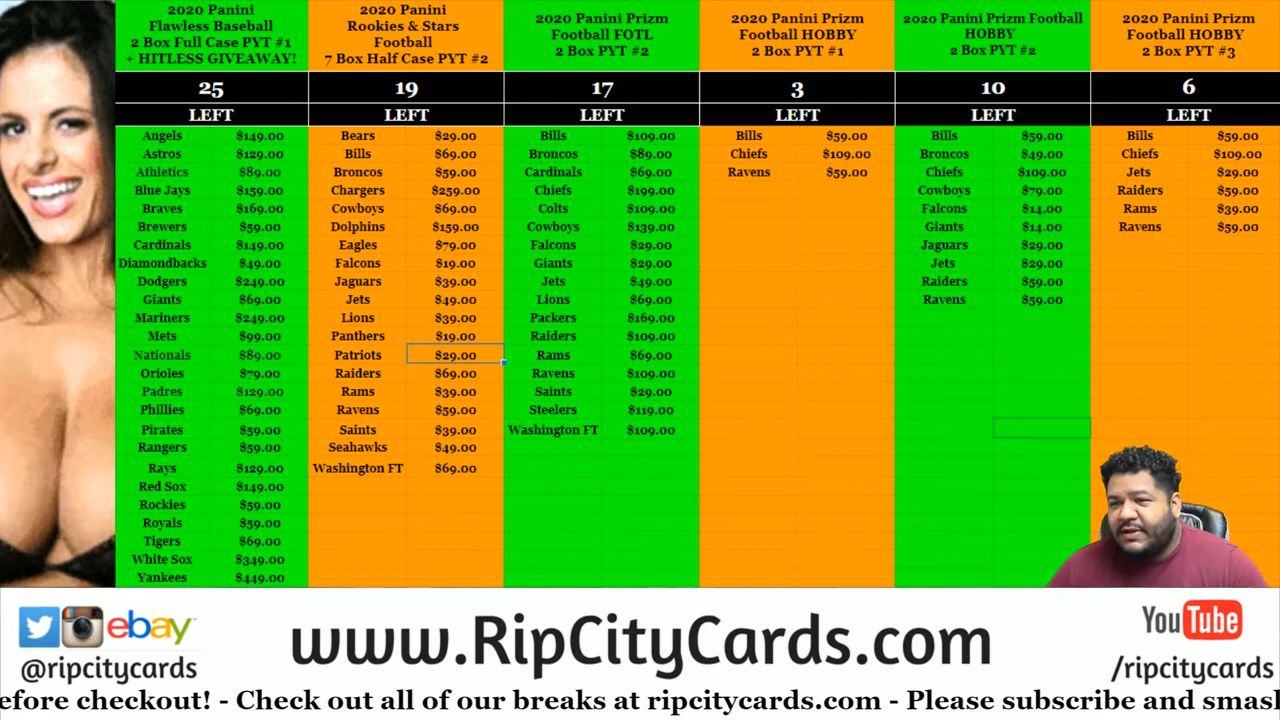 2020 Panini
Flawless Baseball
2 Box Full Case PYT #1
+ HITLESS GIVEAWAY!
25
LEFT
Angels $149.00
Astros $129.00
Athletics $89.00
Blue Jays $159.00
Braves $169.00
Brewers $59.00
Cardinals $149.00
Diamondbacks $49.00
Dodgers $249.00
Giants $69.00
Mariners $249.00
Mets $99.00
Nationals $89.00
Orioles $79.00
Padres $129.00
Phillies $69.00
Pirates $59.00
Rangers $59.00
Rays $129.00
Red Sox $149.00
Rockies $59.00
Royals $59.00
Tigers $69.00
White Sox $349.00
Yankees $449.00
2020 Panini
Rookies & Stars
Football
7 Box Half Case PYT #2
19
LEFT
Bears $29.00
Bills $69.00
Broncos $59.00
Chargers $259.00
Cowboys $69.00
Dolphins $159.00
Eagles $79.00
Falcons $19.00
Jaguars $39.00
Jets $49.00
Lions $39.00
Panthers $19.00
Patriots $29.00
Raiders $69.00
Rams $39.00
Ravens $59.00
Saints $39.00
Seahawks $49.00
Washington FT $69.00
2020 Panini Prizm
Football FOTL
2 Box PYT #2
17
LEFT
Bills $109.00
Broncos $89.00
Cardinals $69.00
Chiefs $199.00
Colts $109.00
Cowboys $139.00
Falcons $29.00
Giants $29.00
Jets $49.00
Lions $69.00
Packers $169.00
Raiders $109.00
Rams $69.00
Ravens $109.00
Saints $29.00
Steelers $119.00
Washington FT $109.00
2020 Panini Prizm
Football HOBBY
2 Box PYT #1
3
LEFT
Bills $59.00
Chiefs $109.00
Ravens $59.00
2020 Panini Prizm Football
HOBBY
2 Box PYT #2
10
LEFT
Bills $59.00
Broncos $49.00
Chiefs $109.00
Cowboys $79.00
Falcons $14.00
Giants $14.00
Jaguars $29.00
Jets $29.00
Raiders $59.00
Ravens $59.00
2020 Panini Prizm
Football HOBBY
2 Box PYT #3
6
LEFT
Bills $59.00
Chiefs $109.00
Jets $29.00
Raiders $59.00
Rams $39.00
Ravens $59.00
ebay
@ripcitycards
www.RipCityCards.com
YouTube
/ripcitycards
efore checkout! - Check out all of our breaks at ripcitycards.com - Please subscribe and smash